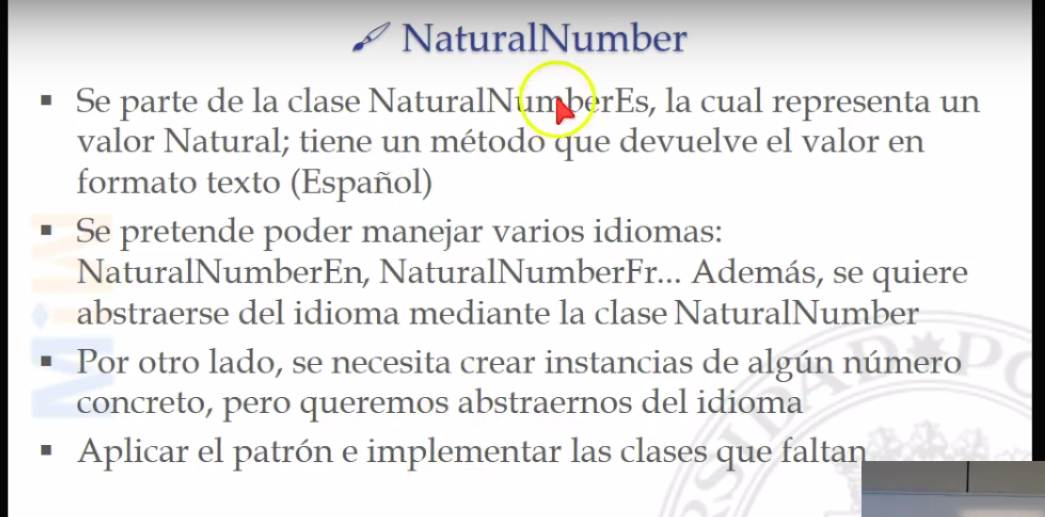 NaturalNumber
▪ Se parte de la clase NaturalNumberEs, la cual representa un
valor Natural; tiene un método que devuelve el valor en
formato texto (Español)
▪ Se pretende poder manejar varios idiomas:
NaturalNumberEn, NaturalNumberFr... Además, se quiere
abstraerse del idioma mediante la clase NaturalNumber
▪ Por otro lado, se necesita crear instancias de algún número
concreto, pero queremos abstraernos del idioma
▪ Aplicar el patrón e implementar las clases que faltan